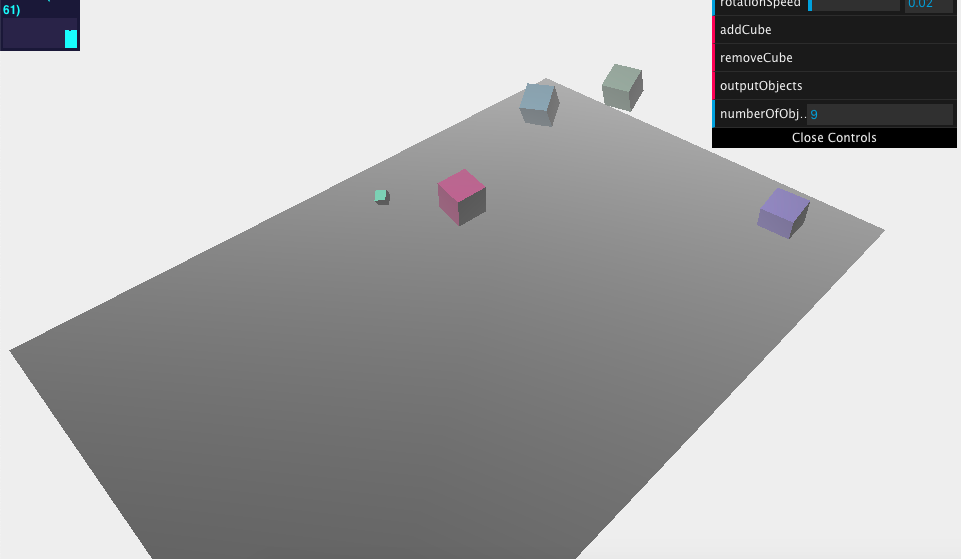 61)
rotationSpeed 0.02
addCube
removeCube
outputObjects
numberOfObj.. 9
Close Controls